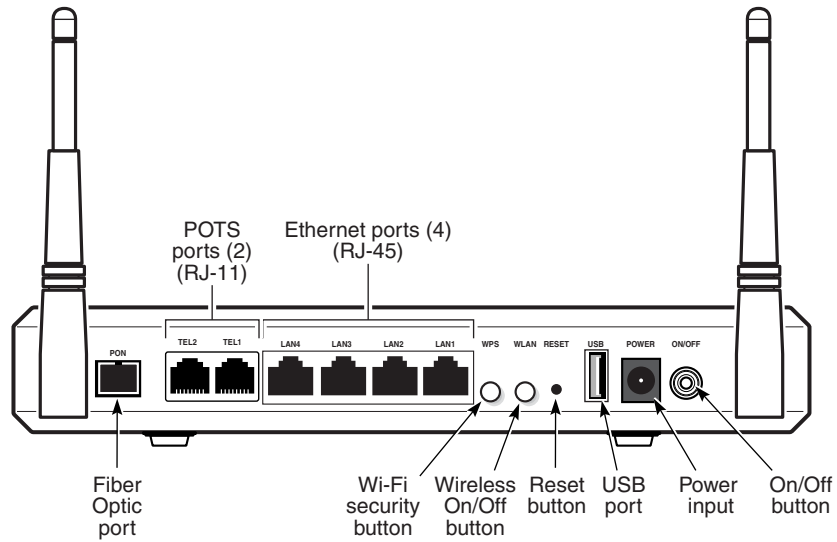 POTS
ports (2)
(RJ-11)
Ethernet ports (4)
(RJ-45)
PON
TEL2
TEL1
LAN4
LAN3
LAN2
LAN1
WPS
WLAN
RESET
USB
POWER
ON/OFF
Fiber
Optic
port
Wi-Fi
security
button
Wireless
On/Off
button
Reset
button
USB
port
Power
input
On/Off
button